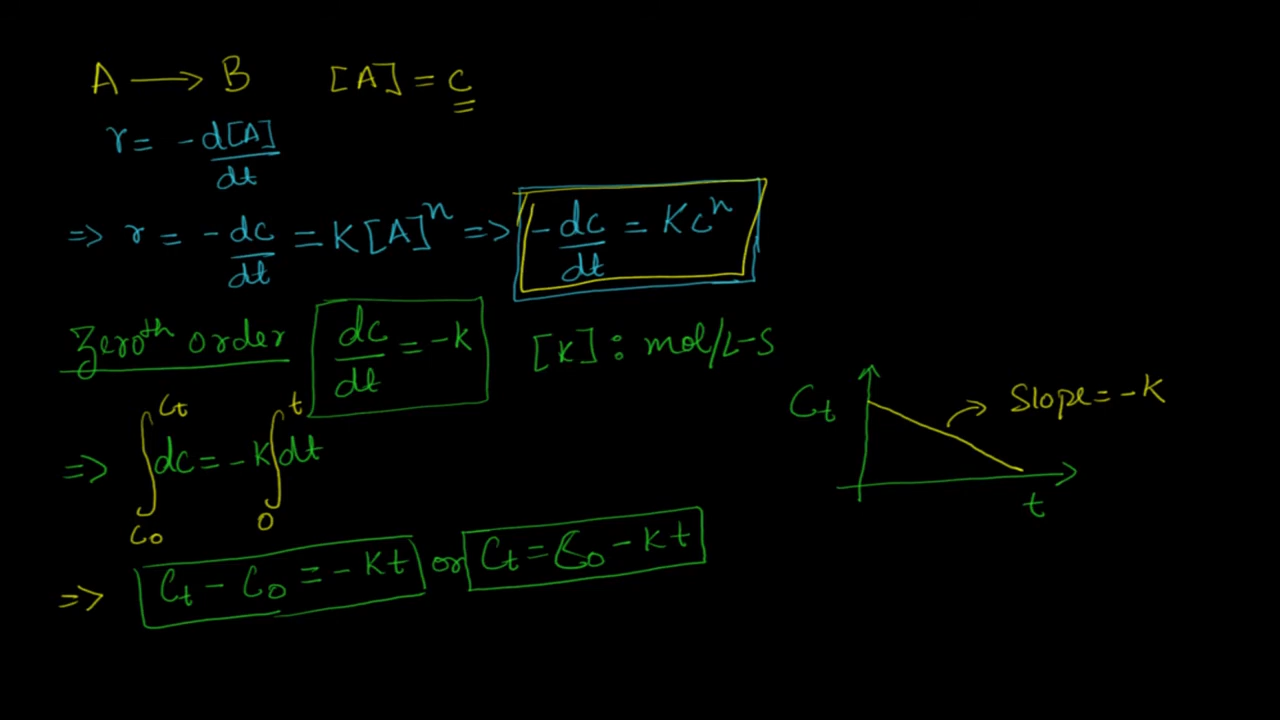 A → B [A] = c
r = -d[A]/dt
=> r = -dc/dt = K[A]^n => -dc/dt = Kc^n
Zeroth order dc/dt = -k [K] : mol/L-S
Ct Slope = -K
t
=> ∫_{C0}^{Ct} dc = -K ∫_0^t dt
=> Ct - C0 = -Kt or Ct = C0 - Kt